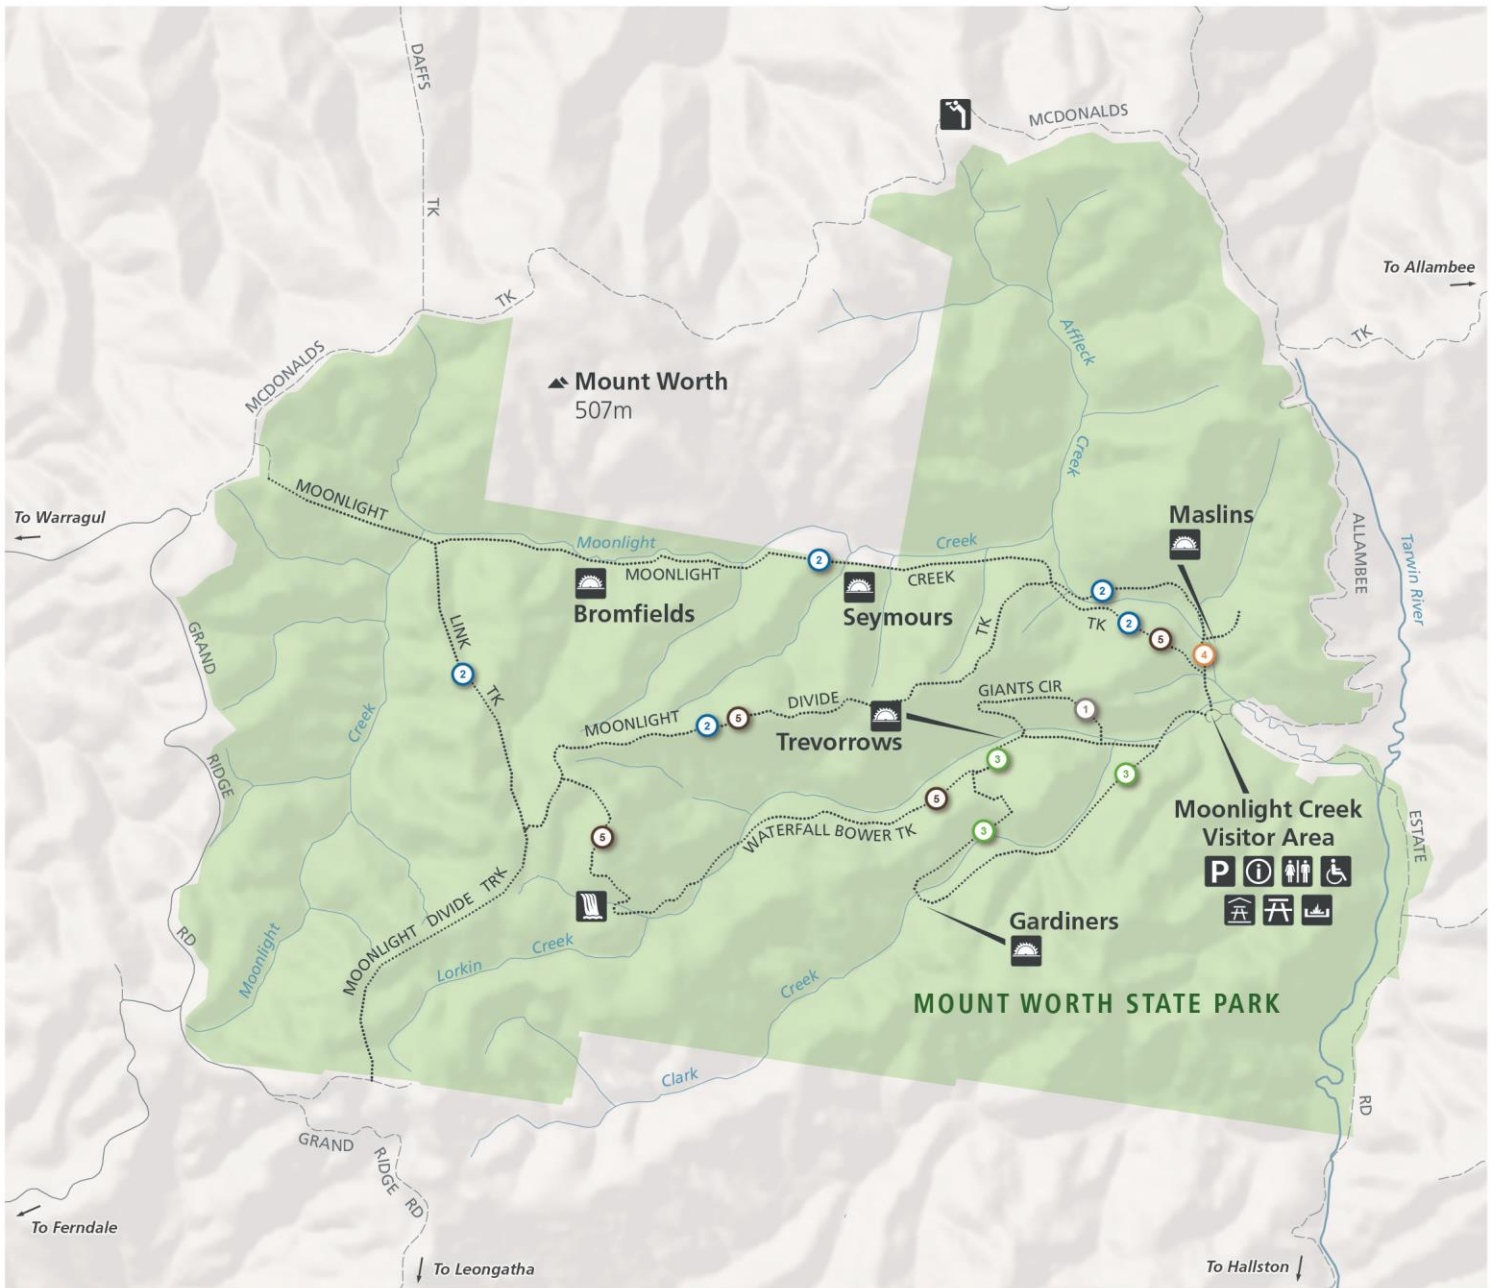 DAFFS
TK
MCDONALDS
TK
To Allambee
TK
Affleck
Creek
MCDONALDS
Mount Worth
507m
MOONLIGHT
To Warragul
Maslins
ALLAMBEE
Tarwin River
Moonlight
Creek
MOONLIGHT
2
CREEK
Bromfields
Seymours
2
TK
2
5
4
TK
GRAND
LINK
2
TK
GIANTS CIR
1
MOONLIGHT
2
5
DIVIDE
Trevorrows
Creek
RIDGE
3
3
5
3
WATERFALL BOWER TK
Moonlight Creek
Visitor Area
P
i
ESTATE
5
MOONLIGHT DIVIDE TRK
RD
Gardiners
Moonlight
Lorkin
Creek
Creek
MOUNT WORTH STATE PARK
Clark
RD
GRAND
RIDGE
RD
To Ferndale
To Leongatha
To Hallston